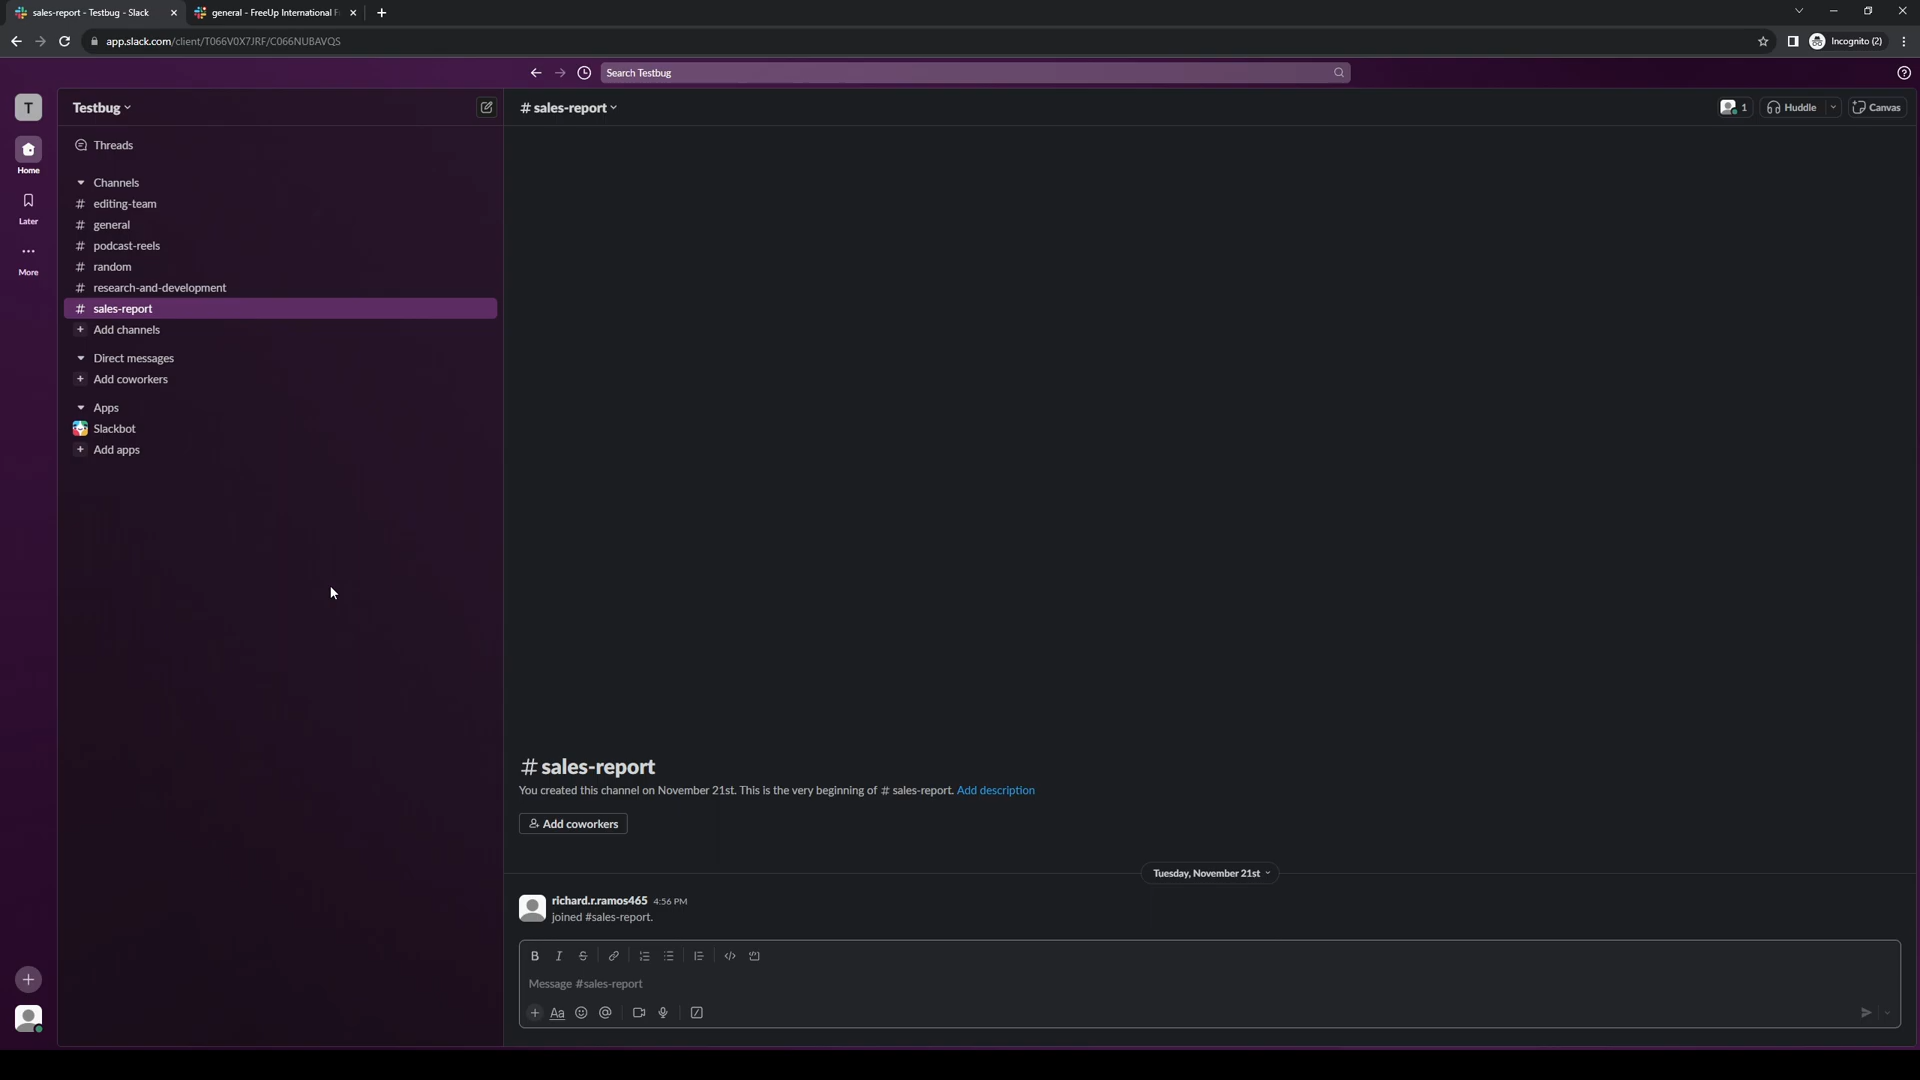 sales-report - Testbug - Slack
general - FreeUp International F
app.slack.com/client/T066V0X7JRF/C066NUBAVQS
Incognito (2)
Search Testbug
T
Testbug
# sales-report
1
Huddle
Canvas
Home
Later
More
Threads
Channels
# editing-team
# general
# podcast-reels
# random
# research-and-development
# sales-report
+ Add channels
Direct messages
+ Add coworkers
Apps
Slackbot
+ Add apps
# sales-report
You created this channel on November 21st. This is the very beginning of # sales-report. Add description
Add coworkers
Tuesday, November 21st
richard.r.ramos465 4:56 PM
joined #sales-report.
B I S
Message #sales-report
+ Aa @